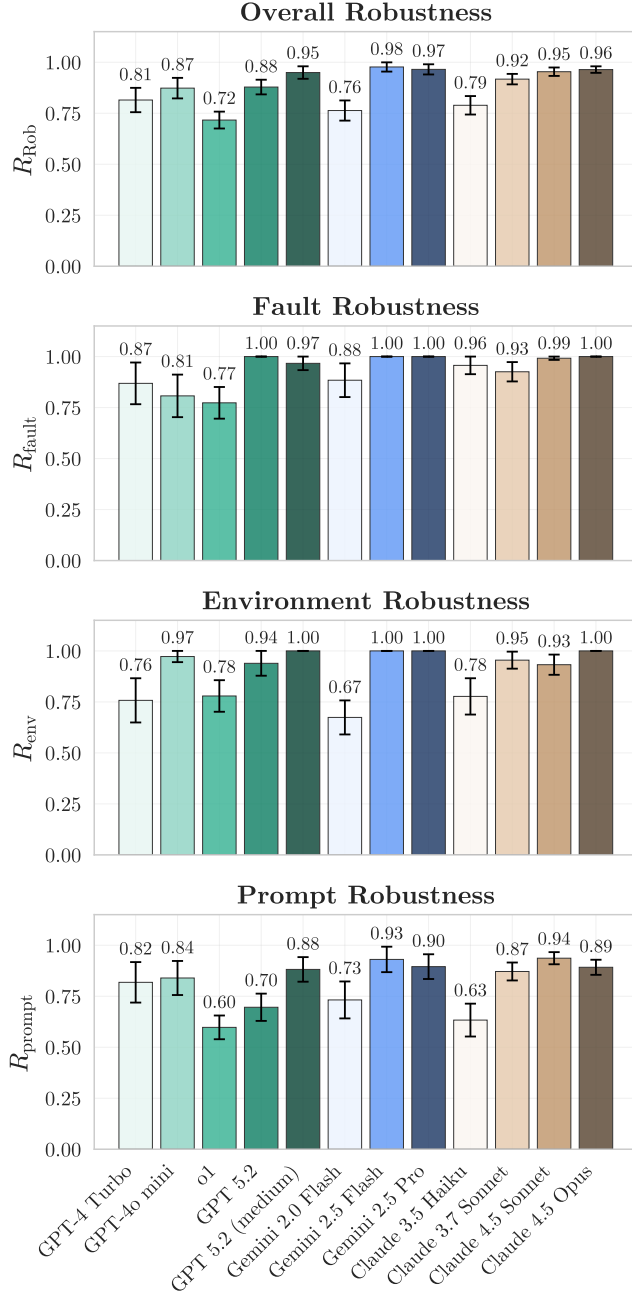 Overall Robustness
R_Rob
1.00
0.75
0.50
0.25
0.00
0.81 0.87 0.72 0.88 0.95 0.76 0.98 0.97 0.79 0.92 0.95 0.96
Fault Robustness
R_fault
1.00
0.75
0.50
0.25
0.00
0.87 0.81 0.77 1.00 0.97 0.88 1.00 1.00 0.96 0.93 0.99 1.00
Environment Robustness
R_env
1.00
0.75
0.50
0.25
0.00
0.76 0.97 0.78 0.94 1.00 0.67 1.00 1.00 0.78 0.95 0.93 1.00
Prompt Robustness
R_prompt
1.00
0.75
0.50
0.25
0.00
0.82 0.84 0.60 0.70 0.88 0.73 0.93 0.90 0.63 0.87 0.94 0.89
GPT-4 Turbo
GPT-4o mini
o1
GPT 5.2
GPT 5.2 (medium)
Gemini 2.0 Flash
Gemini 2.5 Flash
Gemini 2.5 Pro
Claude 3.5 Haiku
Claude 3.7 Sonnet
Claude 4.5 Sonnet
Claude 4.5 Opus